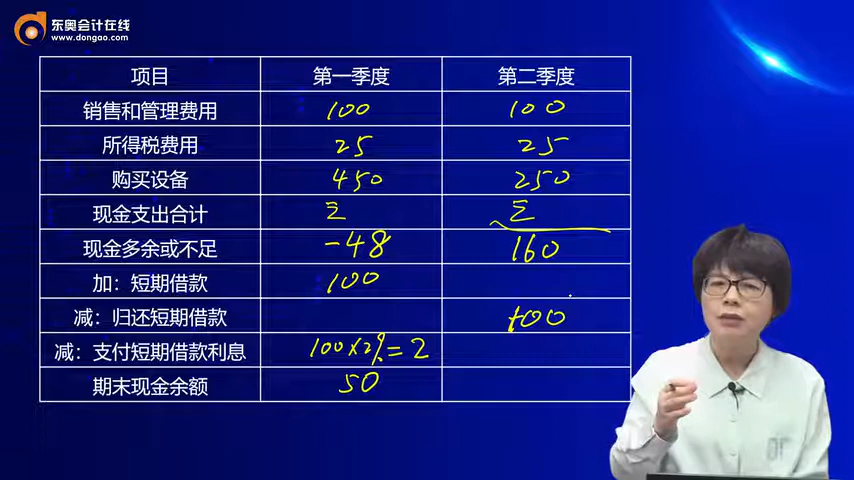 东奥会计在线
www.dongao.com
项目 第一季度 第二季度
销售和管理费用 100 100
所得税费用 25 25
购买设备 450 250
现金支出合计 Σ Σ
现金多余或不足 -48 160
加：短期借款 100
减：归还短期借款 100
减：支付短期借款利息 100×2%=2
期末现金余额 50